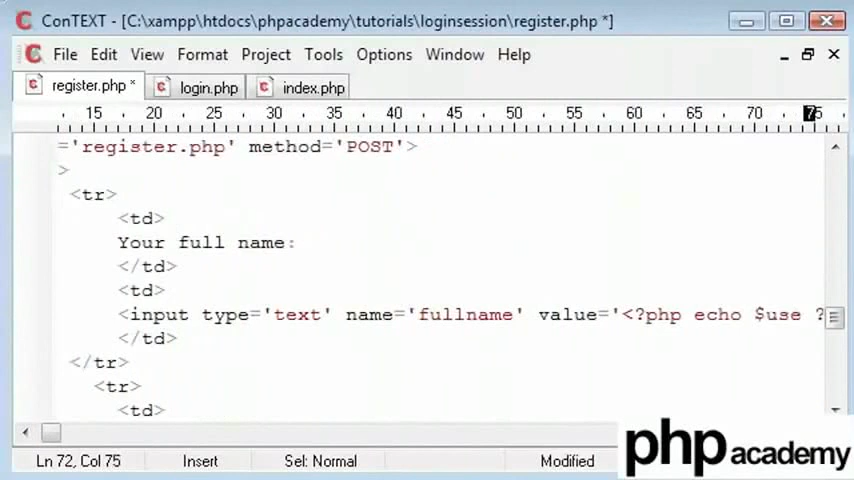 ConTEXT - [C:\xampp\htdocs\phpacademy\tutorials\loginsession\register.php *]
File Edit View Format Project Tools Options Window Help
register.php * login.php index.php
15 20 25 30 35 40 45 50 55 60 65 70 75
='register.php' method='POST'>
>
<tr>
<td>
Your full name:
</td>
<td>
<input type='text' name='fullname' value='<?php echo $use ?
</td>
</tr>
<tr>
<td>
Ln 72, Col 75 Insert Sel: Normal Modified
php academy